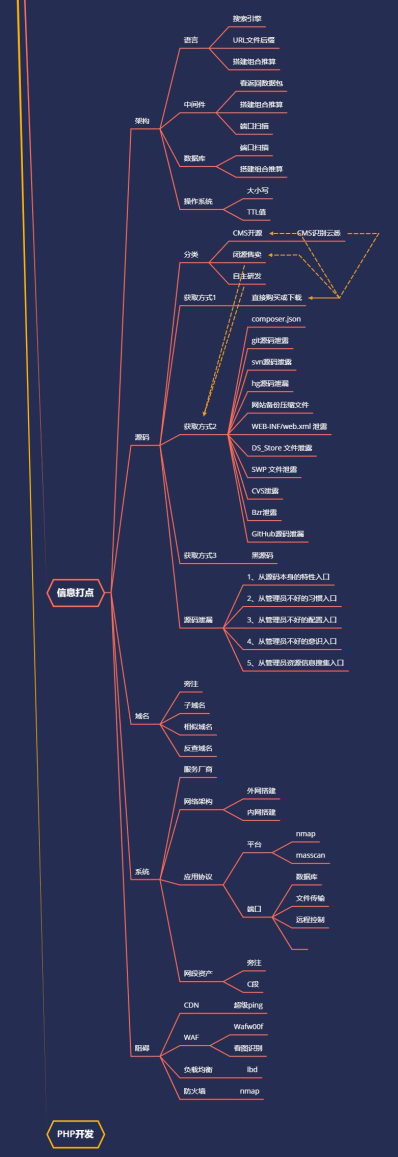 搜索引擎
语言
URL文件后缀
搭建组合推算
看返回数据包
中间件
搭建组合推算
端口扫描
架构
端口扫描
数据库
搭建组合推算
大小写
操作系统
TTL值
CMS开源
CMS识别云悉
分类
闭源售卖
自主研发
获取方式1
直接购买或下载
composer.json
git源码泄露
svn源码泄露
hg源码泄漏
网站备份压缩文件
获取方式2
WEB-INF/web.xml 泄露
DS_Store 文件泄露
源码
SWP 文件泄露
CVS泄露
Bzr泄露
GitHub源码泄漏
获取方式3
黑源码
1、从源码本身的特性入口
信息打点
2、从管理员不好的习惯入口
源码泄漏
3、从管理员不好的配置入口
4、从管理员不好的意识入口
5、从管理员资源信息搜集入口
旁注
子域名
域名
相似域名
反查域名
服务厂商
外网搭建
网络架构
内网搭建
nmap
平台
masscan
系统
应用协议
数据库
文件传输
端口
远程控制
旁注
网段资产
C段
CDN
超级ping
Wafw00f
WAF
看图识别
阻碍
负载均衡
lbd
防火墙
nmap
PHP开发